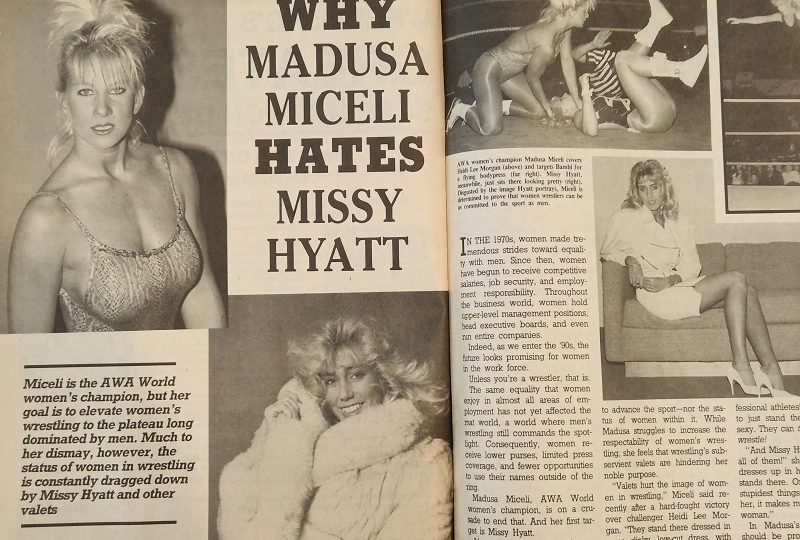 WHY
MADUSA
MICELI
HATES
MISSY
HYATT
Miceli is the AWA World
women's champion, but her
goal is to elevate women's
wrestling to the plateau long
dominated by men. Much to
her dismay, however, the
status of women in wrestling
is constantly dragged down
by Missy Hyatt and other
valets
AWA women's champion Madusa Miceli covers
Heidi Lee Morgan (above) and targets Bambi for
a flying bodypress (far right). Missy Hyatt,
meanwhile, just sits there looking pretty (right).
Disgusted by the image Hyatt portrays, Miceli is
determined to prove that women wrestlers can be
as committed to the sport as men.
IN THE 1970s, women made tre-
mendous strides toward equali-
ty with men. Since then, women
have begun to receive competitive
salaries, job security, and employ-
ment responsibility. Throughout
the business world, women hold
upper-level management positions,
head executive boards, and even
run entire companies.
Indeed, as we enter the '90s, the
future looks promising for women
in the work force.
Unless you're a wrestler, that is.
The same equality that women
enjoy in almost all areas of em-
ployment has not yet affected the
mat world, a world where men's
wrestling still commands the spot-
light. Consequently, women re-
ceive lower purses, limited press
coverage, and fewer opportunities
to use their names outside of the
ring.
Madusa Miceli, AWA World
women's champion, is on a cru-
sade to end that. And her first tar-
get is Missy Hyatt.
to advance the sport—nor the sta-
tus of women within it. While
Madusa struggles to increase the
respectability of women's wres-
tling, she feels that wrestling's sub-
servient valets are hindering her
noble purpose.
"Valets hurt the image of wom-
en in wrestling," Miceli said re-
cently after a hard-fought victory
over challenger Heidi Lee Mor-
gan. "They stand there dressed in
low-cut dress, with
fessional athletes
to just stand the
sexy. They can
wrestle!
"And Missy H
all of them!" sh
dresses up in h
stands there. O
stupidest things
her, it makes m
woman."
In Madusa's
should be pro